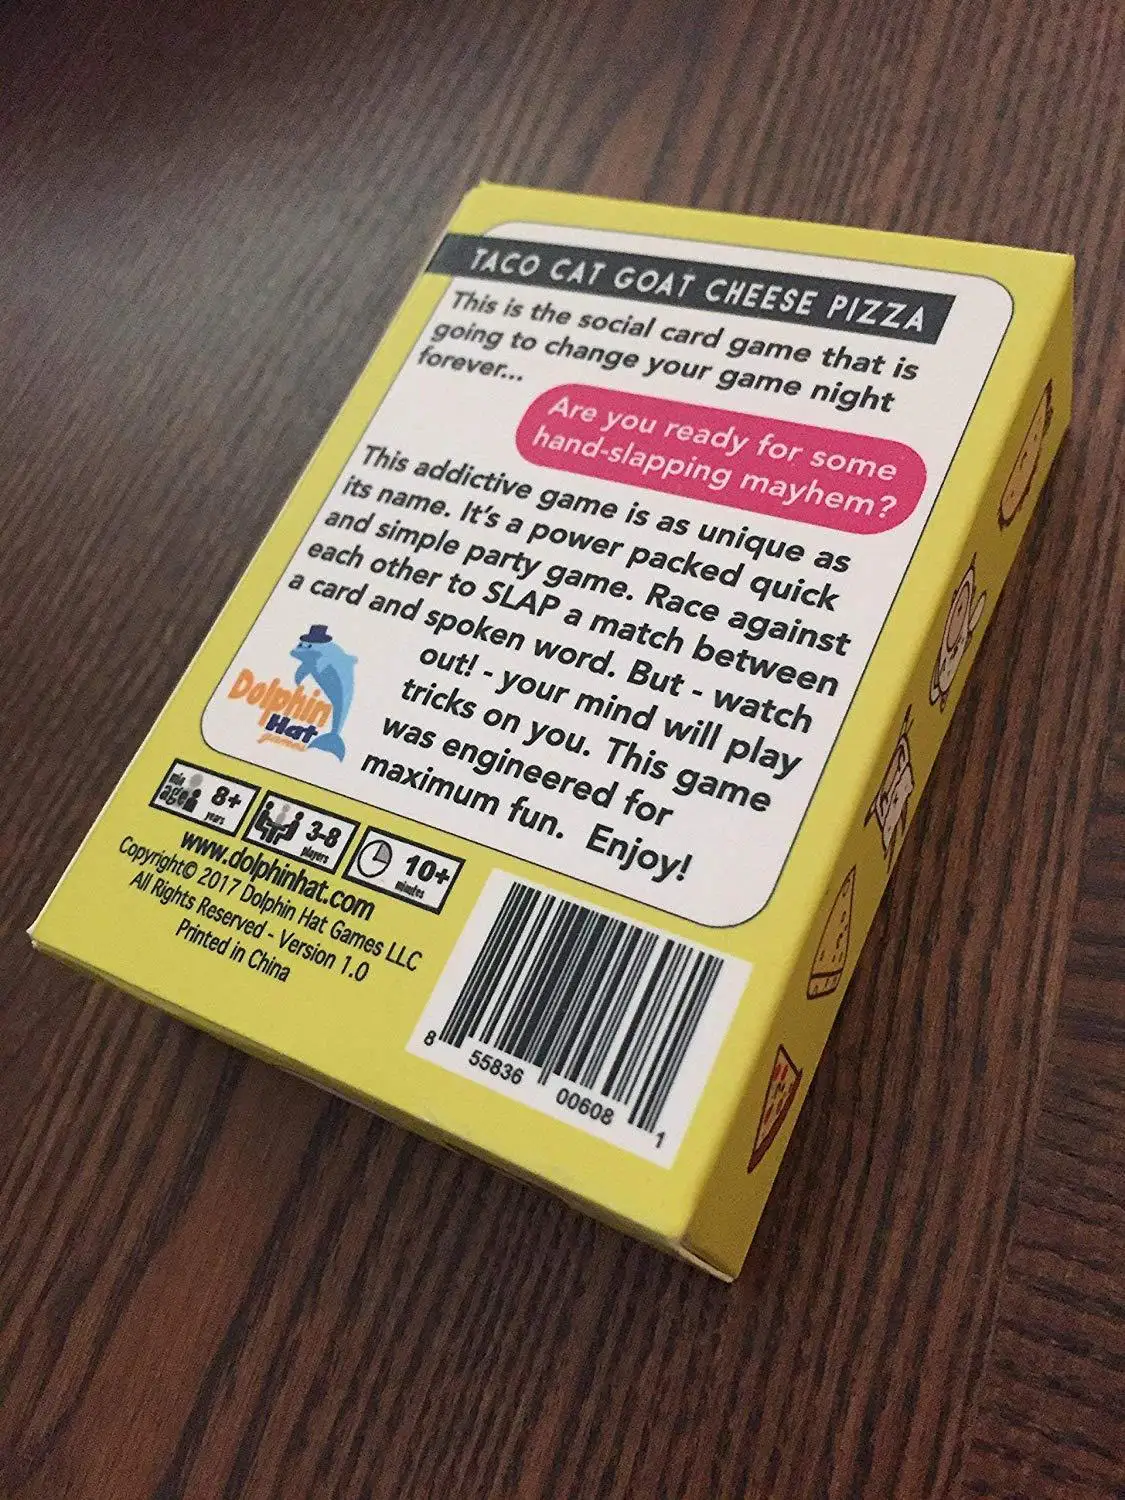 TACO CAT GOAT CHEESE PIZZA
This is the social card game that is
going to change your game night
forever...
Are you ready for some
hand-slapping mayhem?
This addictive game is as unique as
its name. It's a power packed quick
and simple party game. Race against
each other to SLAP a match between
a card and spoken word. But - watch
out! - your mind will play
tricks on you. This game
was engineered for
maximum fun. Enjoy!
Dolphin
Hat
games
min
age
8+
years
3-8
players
10+
minutes
www.dolphinhat.com
Copyright© 2017 Dolphin Hat Games LLC
All Rights Reserved - Version 1.0
Printed in China
8 55836 00608 1